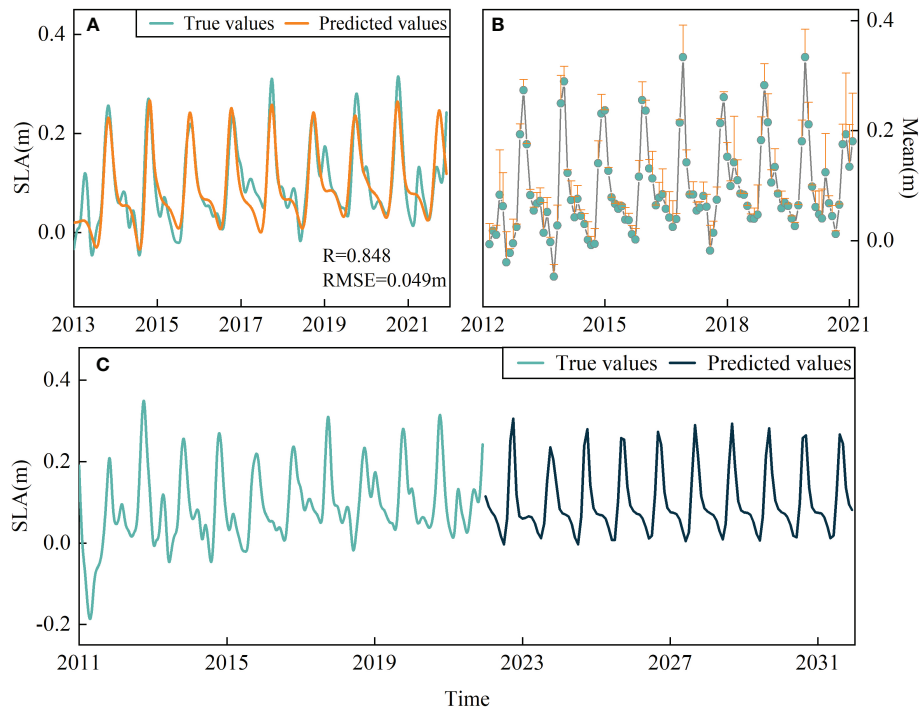 A
True values
Predicted values
0.4
0.2
0.0
SLA(m)
R=0.848
RMSE=0.049m
2013
2015
2017
2019
2021
B
0.4
0.2
0.0
Mean(m)
2012
2015
2018
2021
C
True values
Predicted values
0.4
0.2
0.0
-0.2
SLA(m)
2011
2015
2019
2023
2027
2031
Time